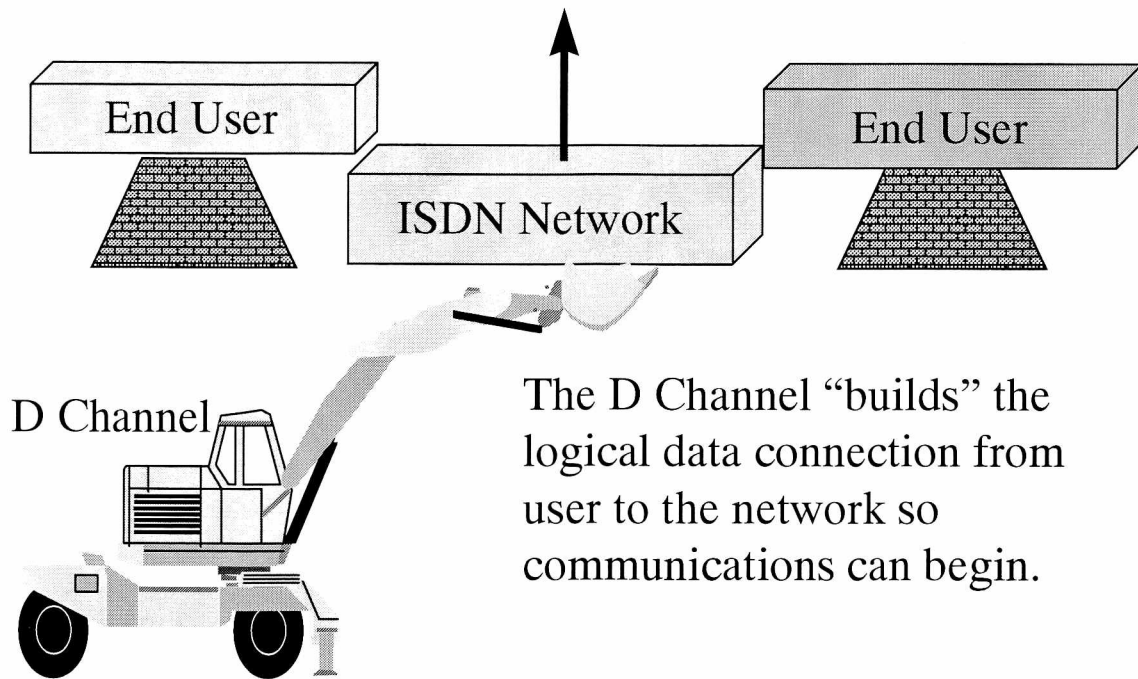 End User
End User
ISDN Network
D Channel
The D Channel “builds” the
logical data connection from
user to the network so
communications can begin.